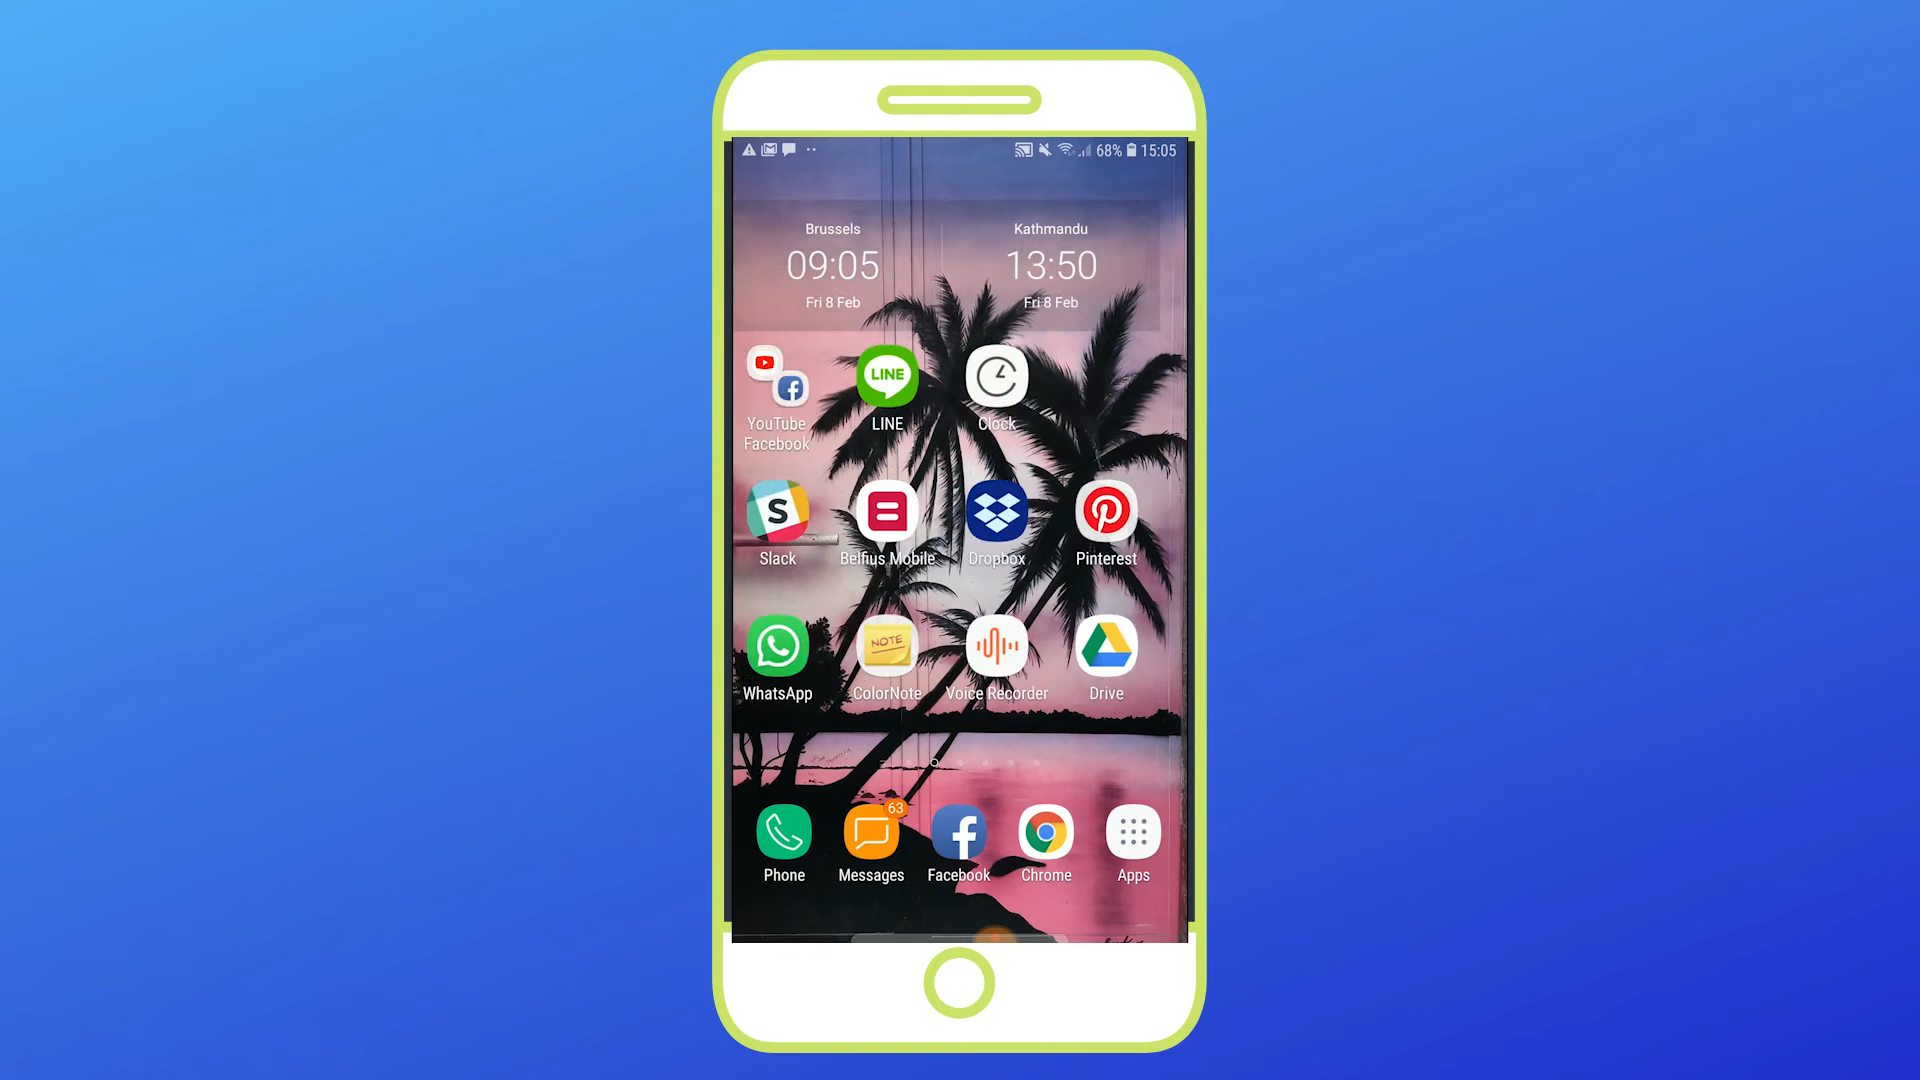 68% 15:05
Brussels Kathmandu
09:05 13:50
Fri 8 Feb Fri 8 Feb
LINE
YouTube LINE Clock
Facebook
S
Slack Belfius Mobile Dropbox Pinterest
NOTE
WhatsApp ColorNote Voice Recorder Drive
63
Phone Messages Facebook Chrome Apps